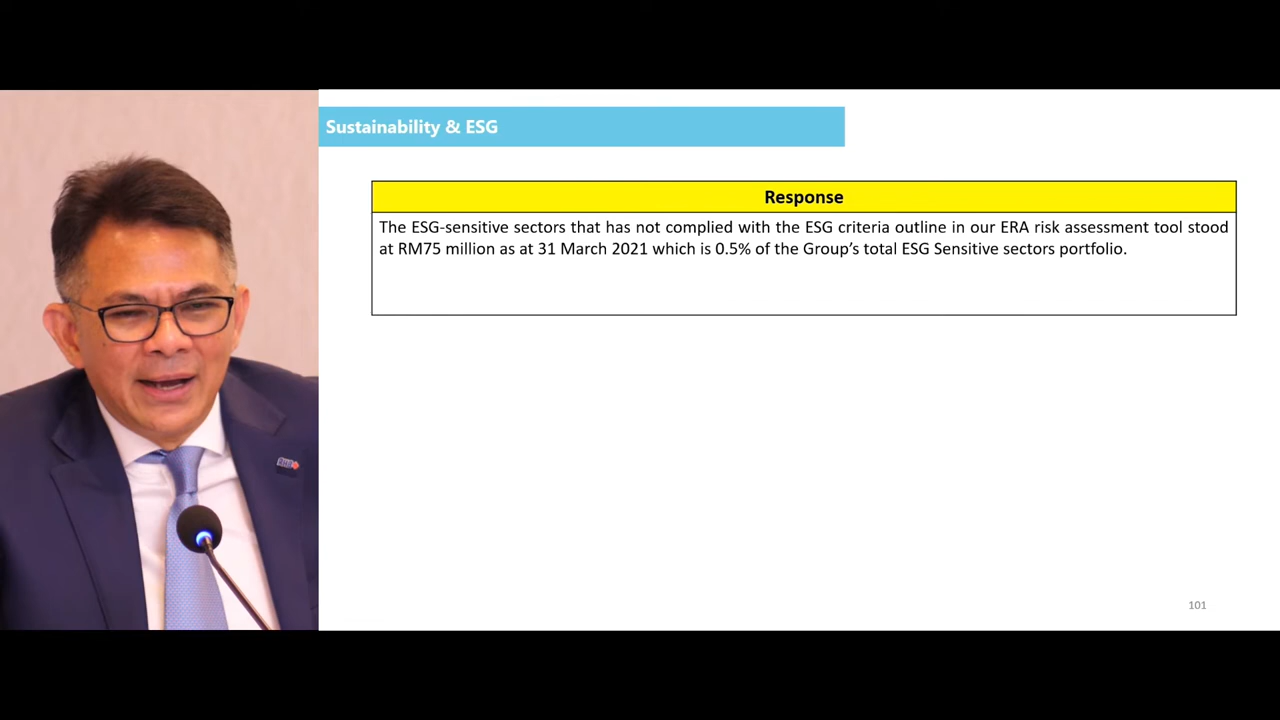 Sustainability & ESG
Response
The ESG-sensitive sectors that has not complied with the ESG criteria outline in our ERA risk assessment tool stood
at RM75 million as at 31 March 2021 which is 0.5% of the Group’s total ESG Sensitive sectors portfolio.
RHB
101